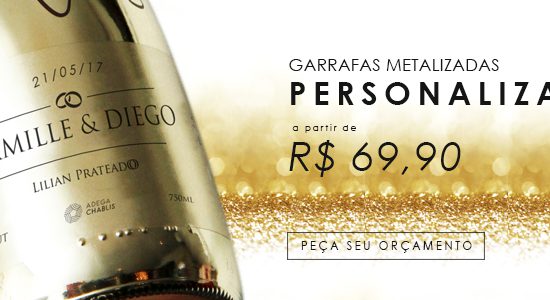 21/05/17
MILLE & DIEGO
LILIAN PRATEADO
ADEGA
CHABLIS
750ML
UT
GARRAFAS METALIZADAS
PERSONALIZA
a partir de
R$ 69,90
PEÇA SEU ORÇAMENTO